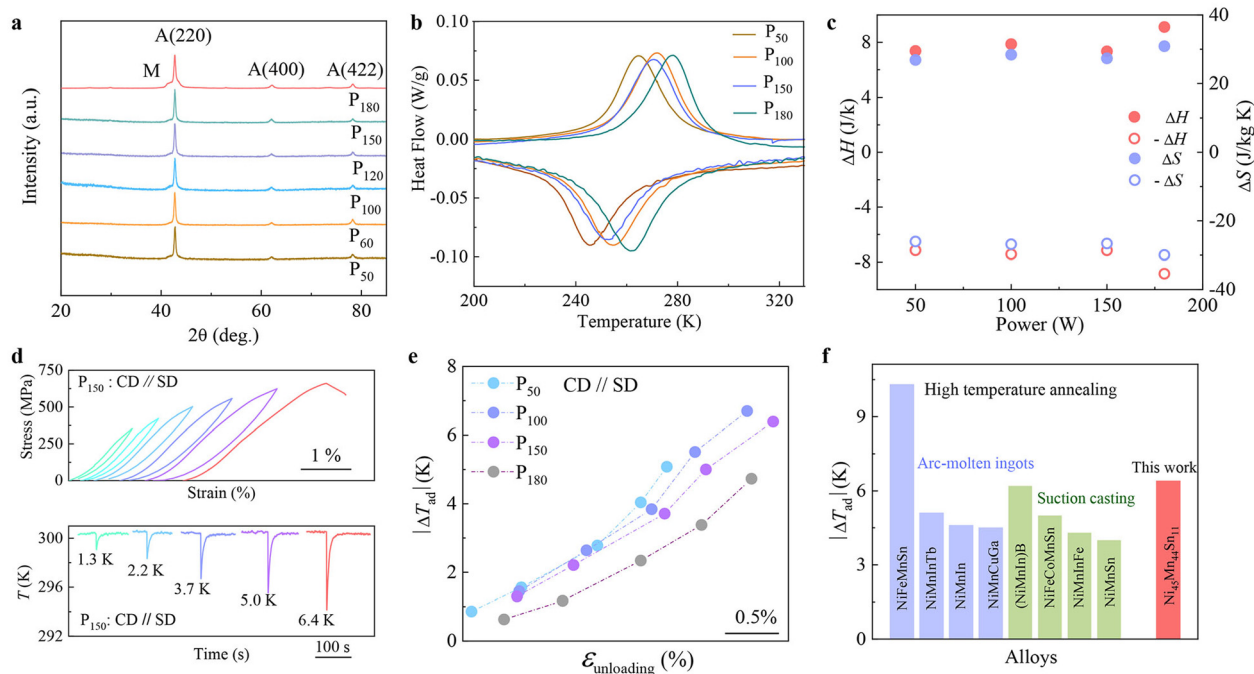 a
A(220)
M
A(400)
A(422)
P180
P150
P120
P100
P60
P50
Intensity (a.u.)
20
40
60
80
2θ (deg.)
b
P50
P100
P150
P180
0.10
0.05
0.00
-0.05
-0.10
Heat Flow (W/g)
200
240
280
320
Temperature (K)
c
8
4
0
-4
-8
ΔH (J/k)
40
20
0
-20
-40
ΔS (J/kg K)
ΔH
- ΔH
ΔS
- ΔS
50
100
150
200
Power (W)
d
P150 : CD // SD
750
500
250
0
Stress (MPa)
1 %
Strain (%)
300
296
292
T (K)
1.3 K
2.2 K
3.7 K
5.0 K
6.4 K
P150: CD // SD
Time (s)
100 s
e
CD // SD
P50
P100
P150
P180
8
6
4
2
0
|ΔTad| (K)
0.5%
εunloading (%)
f
High temperature annealing
Arc-molten ingots
Suction casting
This work
9
6
3
0
|ΔTad| (K)
NiFeMnSn
NiMnInTb
NiMnIn
NiMnCuGa
(NiMnIn)B
NiFeCoMnSn
NiMnInFe
NiMnSn
Ni45Mn44Sn11
Alloys